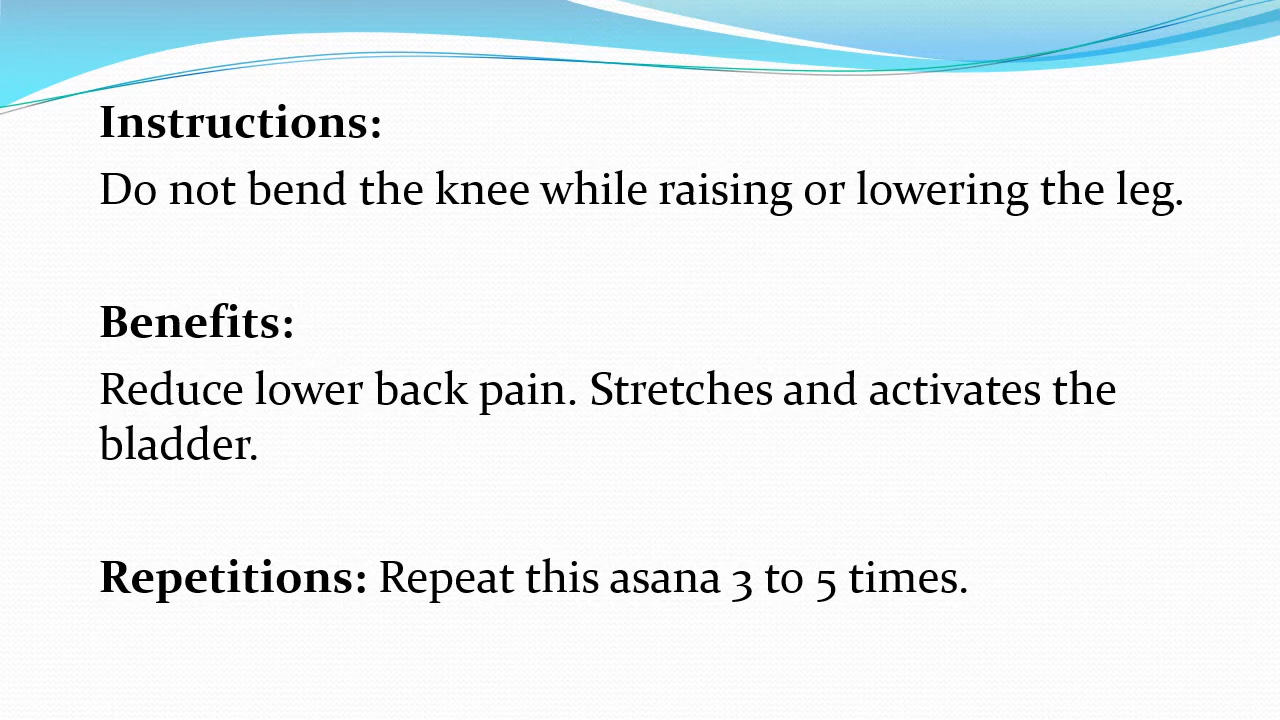 Instructions:
Do not bend the knee while raising or lowering the leg.
Benefits:
Reduce lower back pain. Stretches and activates the
bladder.
Repetitions: Repeat this asana 3 to 5 times.